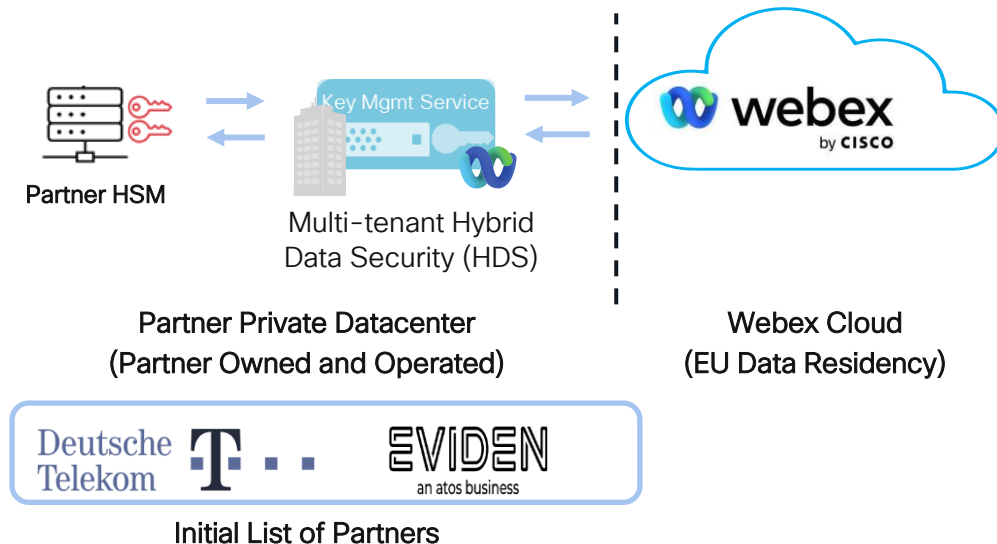 Key Mgmt Service
webex
by CISCO
Partner HSM
Multi-tenant Hybrid
Data Security (HDS)
Partner Private Datacenter
(Partner Owned and Operated)
Webex Cloud
(EU Data Residency)
Deutsche
Telekom
T
EVIDEN
an atos business
Initial List of Partners